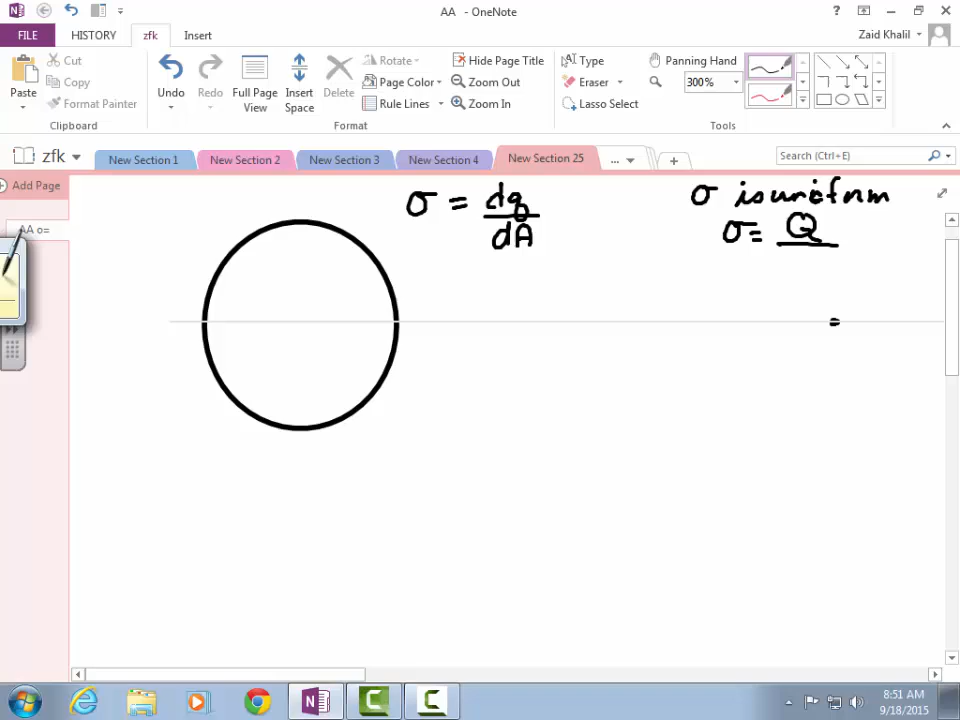 AA - OneNote
FILE HISTORY zfk Insert Zaid Khalil
Paste Cut Copy Format Painter Undo Redo Full Page View Insert Space Delete Rotate Page Color Rule Lines Hide Page Title Zoom Out Zoom In Type Eraser Lasso Select Panning Hand 300%
Clipboard Format Tools
zfk New Section 1 New Section 2 New Section 3 New Section 4 New Section 25 ... Search (Ctrl+E)
Add Page
AA o=
σ = dq
dA
σ is uniform
σ = Q
8:51 AM
9/18/2015